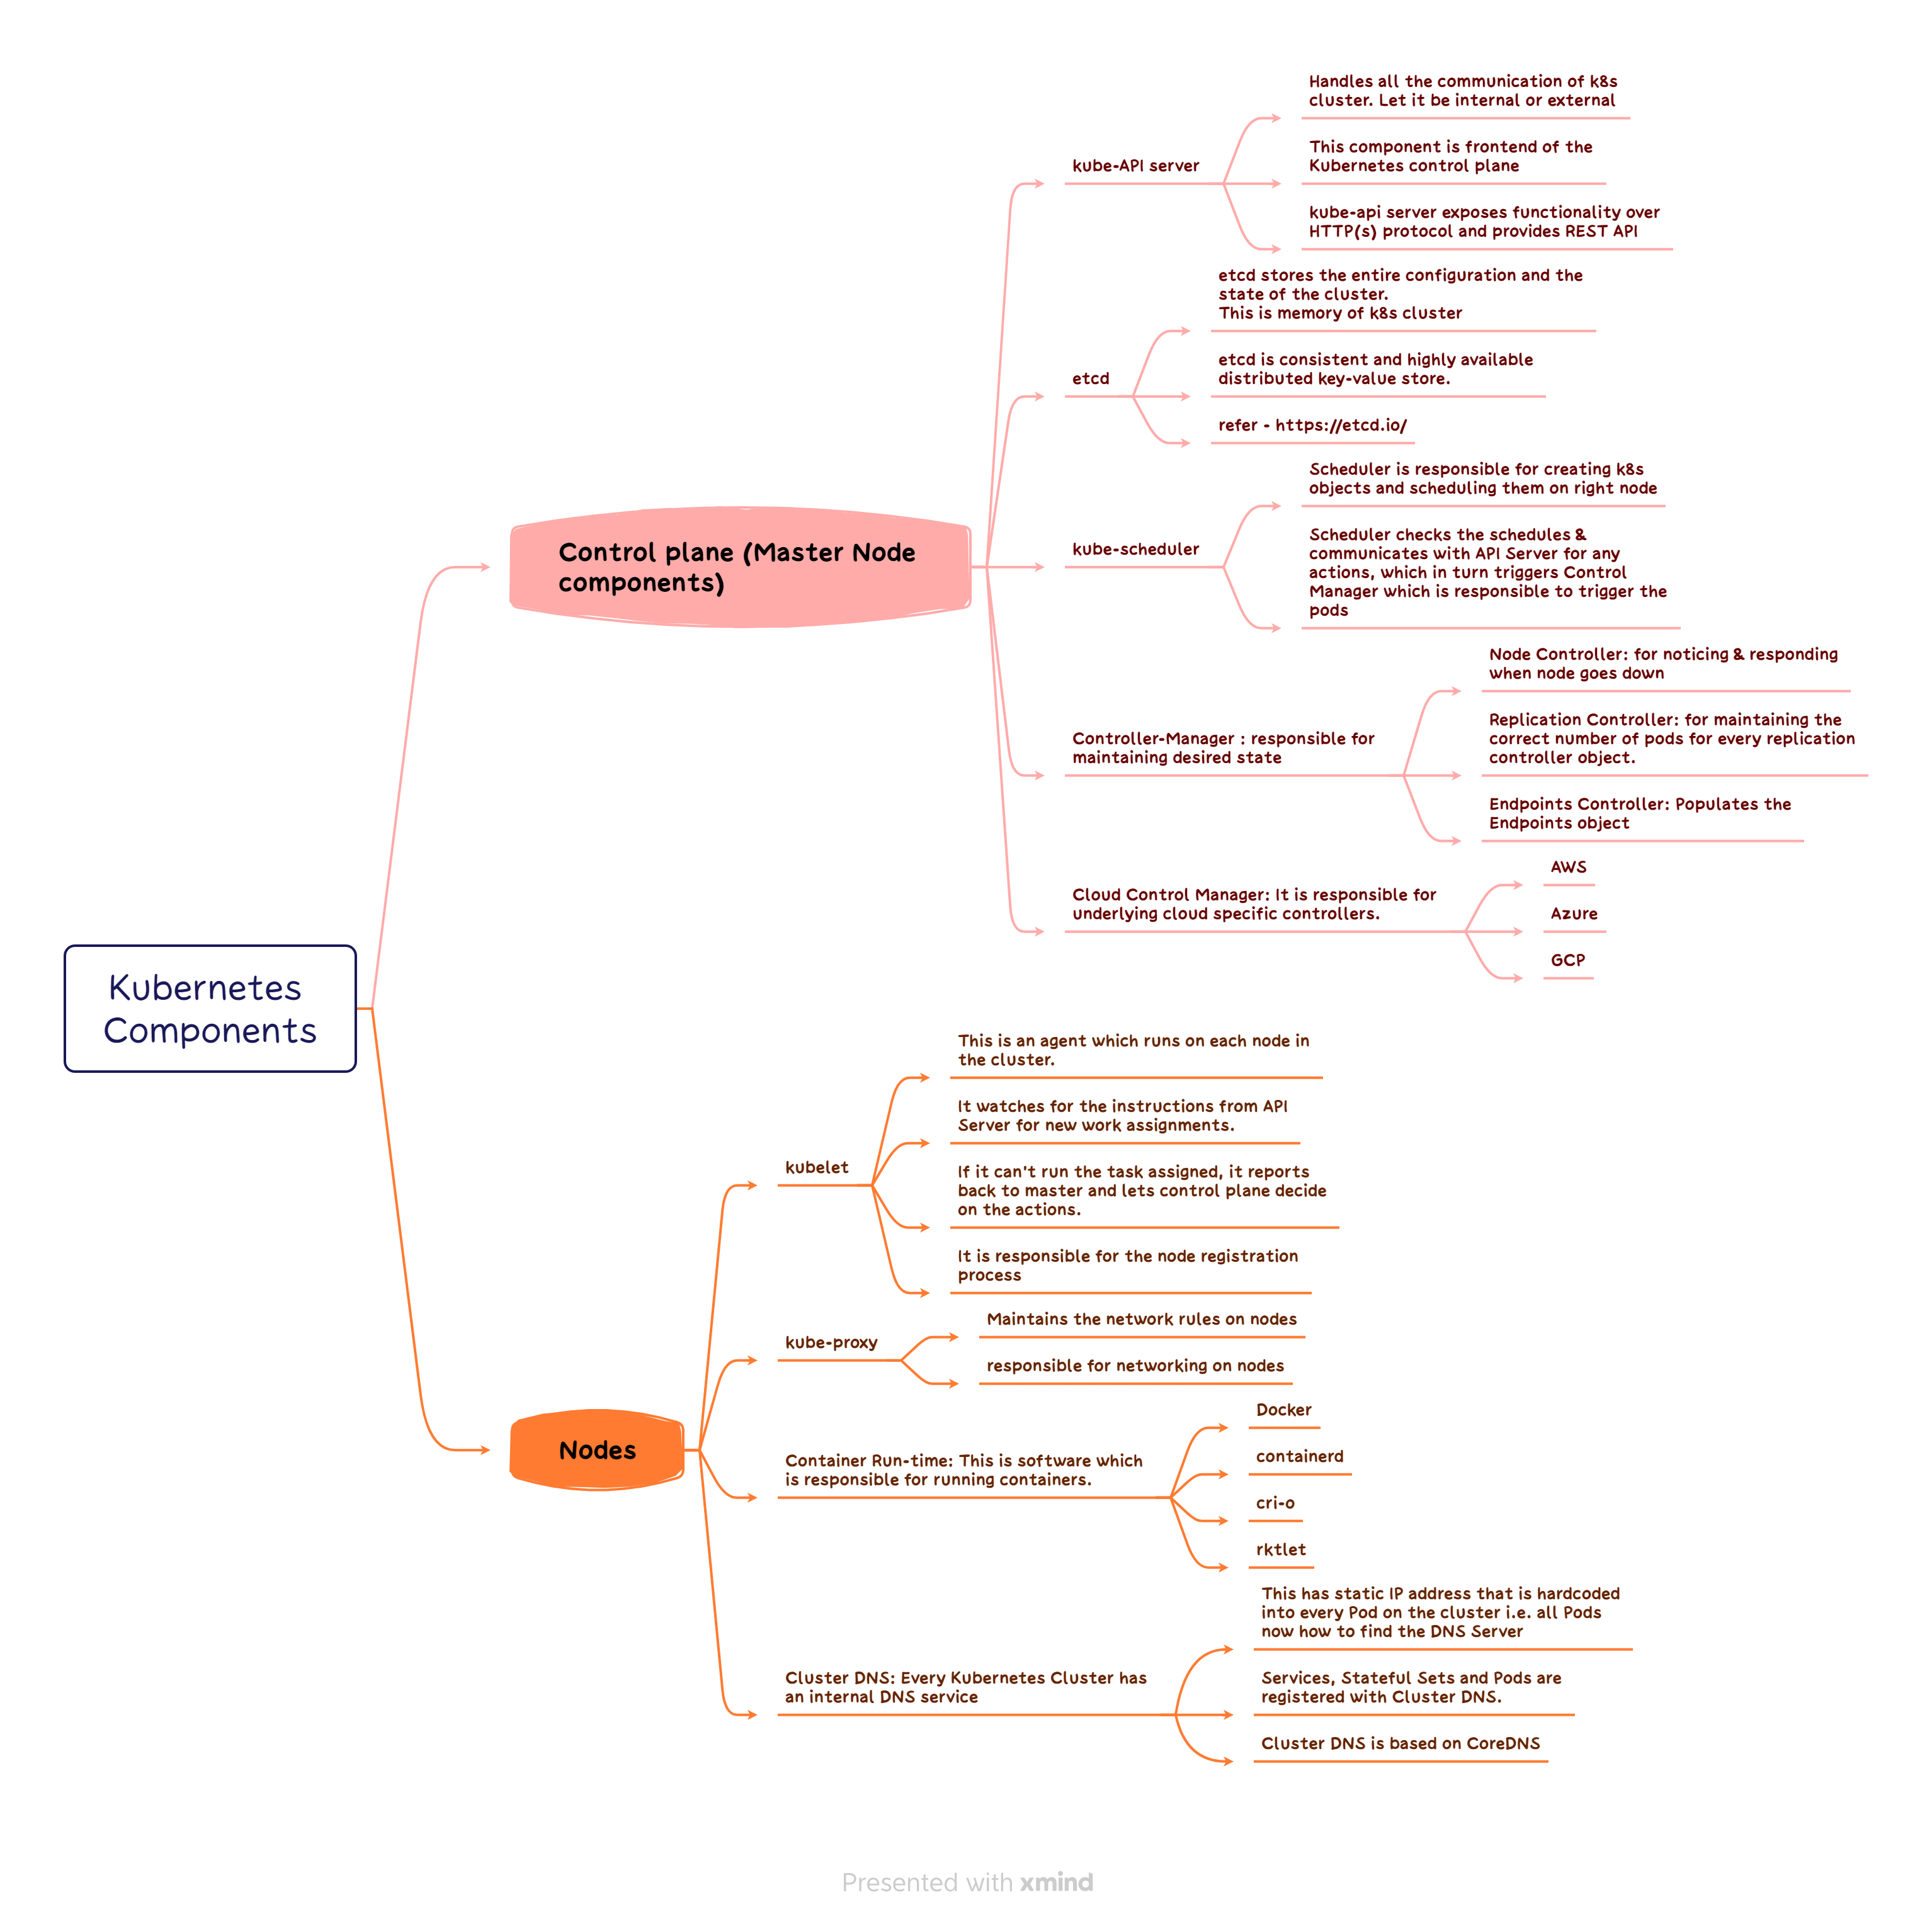 Kubernetes
Components
Control plane (Master Node
components)
kube-API server
Handles all the communication of k8s
cluster. Let it be internal or external
This component is frontend of the
Kubernetes control plane
kube-api server exposes functionality over
HTTP(s) protocol and provides REST API
etcd
etcd stores the entire configuration and the
state of the cluster.
This is memory of k8s cluster
etcd is consistent and highly available
distributed key-value store.
refer - https://etcd.io/
kube-scheduler
Scheduler is responsible for creating k8s
objects and scheduling them on right node
Scheduler checks the schedules &
communicates with API Server for any
actions, which in turn triggers Control
Manager which is responsible to trigger the
pods
Controller-Manager : responsible for
maintaining desired state
Node Controller: for noticing & responding
when node goes down
Replication Controller: for maintaining the
correct number of pods for every replication
controller object.
Endpoints Controller: Populates the
Endpoints object
Cloud Control Manager: It is responsible for
underlying cloud specific controllers.
AWS
Azure
GCP
Nodes
kubelet
This is an agent which runs on each node in
the cluster.
It watches for the instructions from API
Server for new work assignments.
If it can't run the task assigned, it reports
back to master and lets control plane decide
on the actions.
It is responsible for the node registration
process
kube-proxy
Maintains the network rules on nodes
responsible for networking on nodes
Container Run-time: This is software which
is responsible for running containers.
Docker
containerd
cri-o
rktlet
Cluster DNS: Every Kubernetes Cluster has
an internal DNS service
This has static IP address that is hardcoded
into every Pod on the cluster i.e. all Pods
now how to find the DNS Server
Services, Stateful Sets and Pods are
registered with Cluster DNS.
Cluster DNS is based on CoreDNS
Presented with xmind